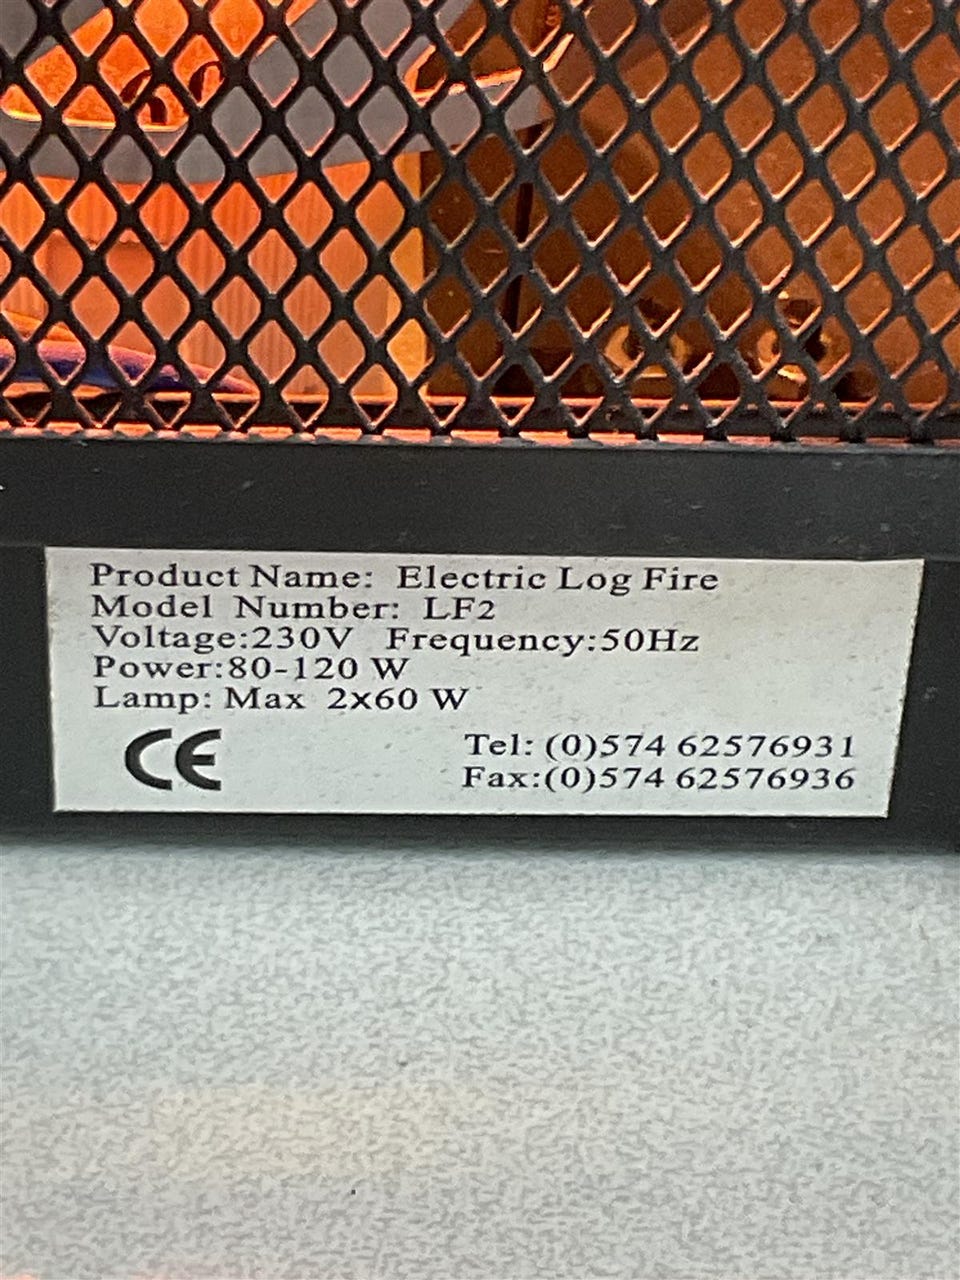 Product Name: Electric Log Fire
Model Number: LF2
Voltage:230V Frequency:50Hz
Power:80-120 W
Lamp: Max 2x60 W
CE
Tel: (0)574 62576931
Fax:(0)574 62576936